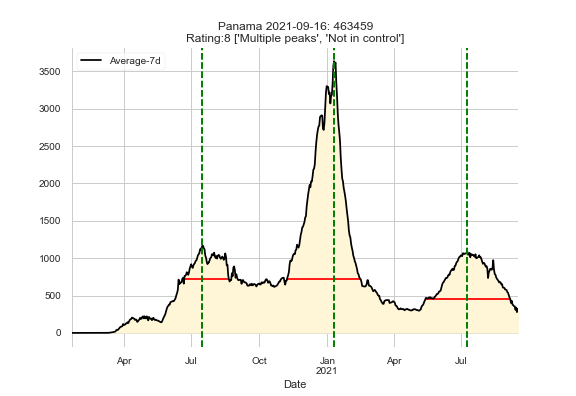 Panama 2021-09-16: 463459
Rating:8 ['Multiple peaks', 'Not in control']
Average-7d
3500
3000
2500
2000
1500
1000
500
0
Apr
Jul
Oct
Jan
2021
Apr
Jul
Date